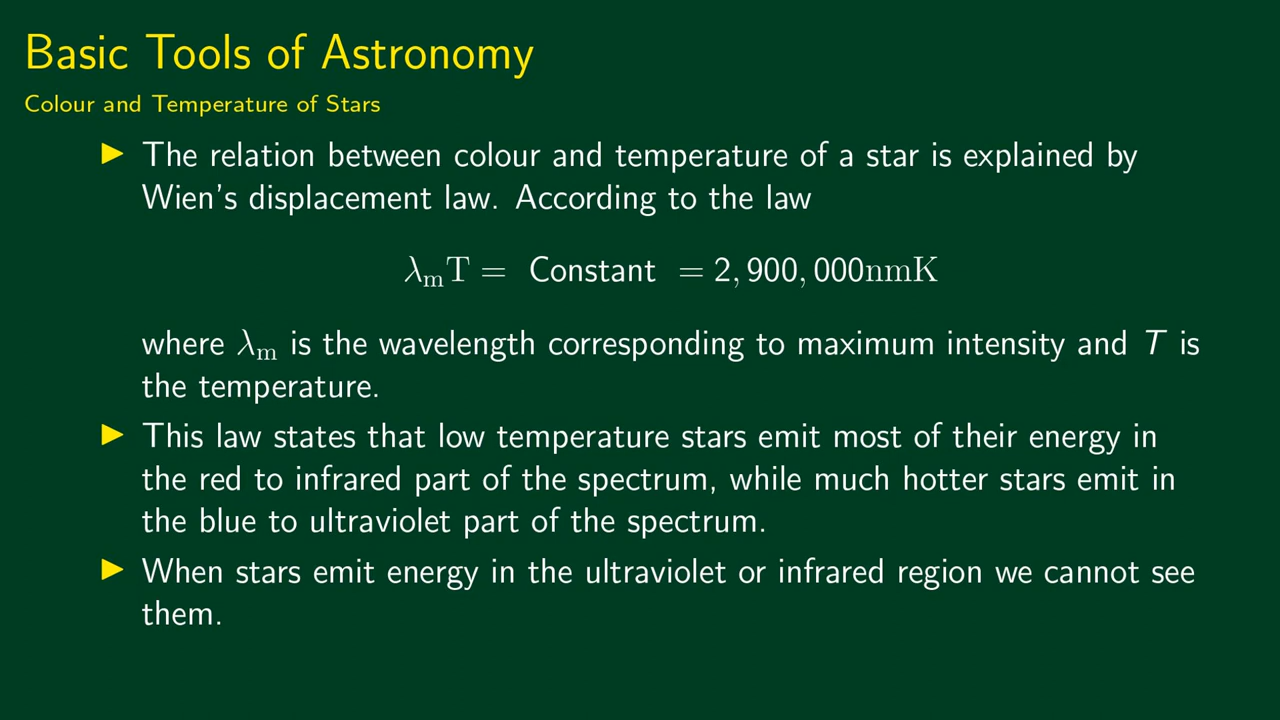 Basic Tools of Astronomy
Colour and Temperature of Stars
▶ The relation between colour and temperature of a star is explained by
Wien's displacement law. According to the law
λₘT = Constant = 2, 900, 000nmK
where λₘ is the wavelength corresponding to maximum intensity and T is
the temperature.
▶ This law states that low temperature stars emit most of their energy in
the red to infrared part of the spectrum, while much hotter stars emit in
the blue to ultraviolet part of the spectrum.
▶ When stars emit energy in the ultraviolet or infrared region we cannot see
them.